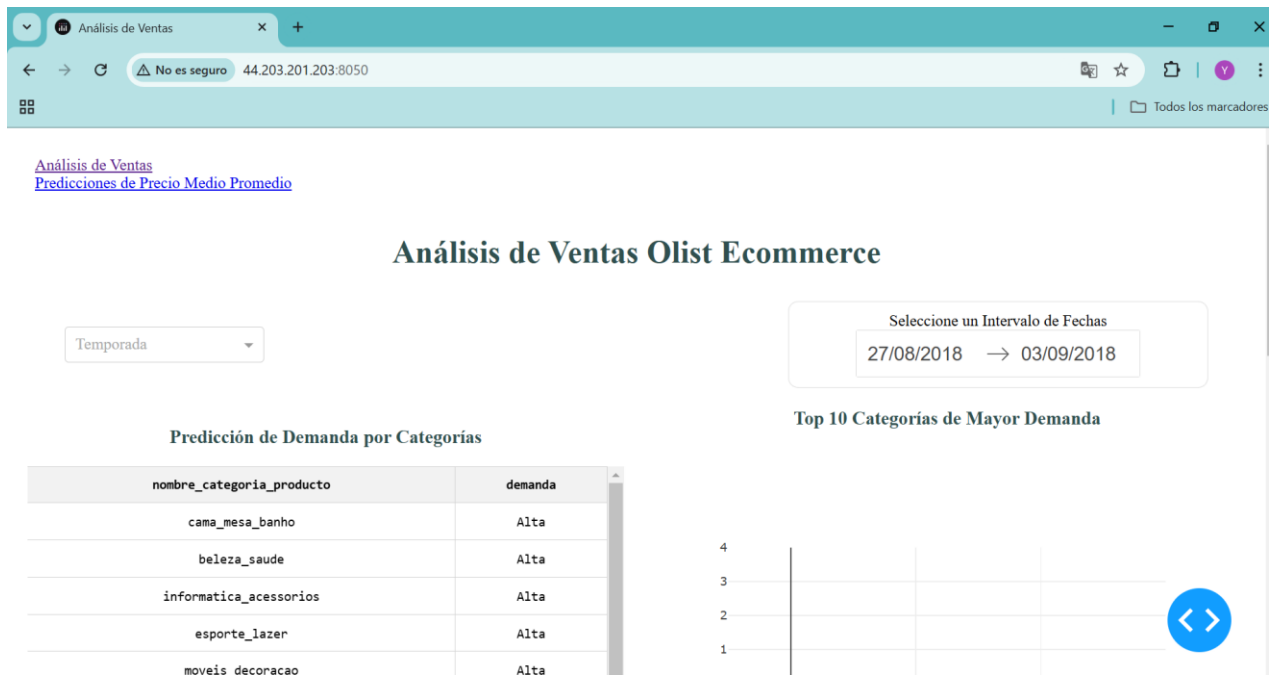 Análisis de Ventas
No es seguro 44.203.201.203:8050
Y
Todos los marcadores
Análisis de Ventas
Predicciones de Precio Medio Promedio
Análisis de Ventas Olist Ecommerce
Temporada
Seleccione un Intervalo de Fechas
27/08/2018 → 03/09/2018
Predicción de Demanda por Categorías
nombre_categoria_producto demanda
cama_mesa_banho Alta
beleza_saude Alta
informatica_acessorios Alta
esporte_lazer Alta
moveis_decoracao Alta
Top 10 Categorías de Mayor Demanda
4
3
2
1